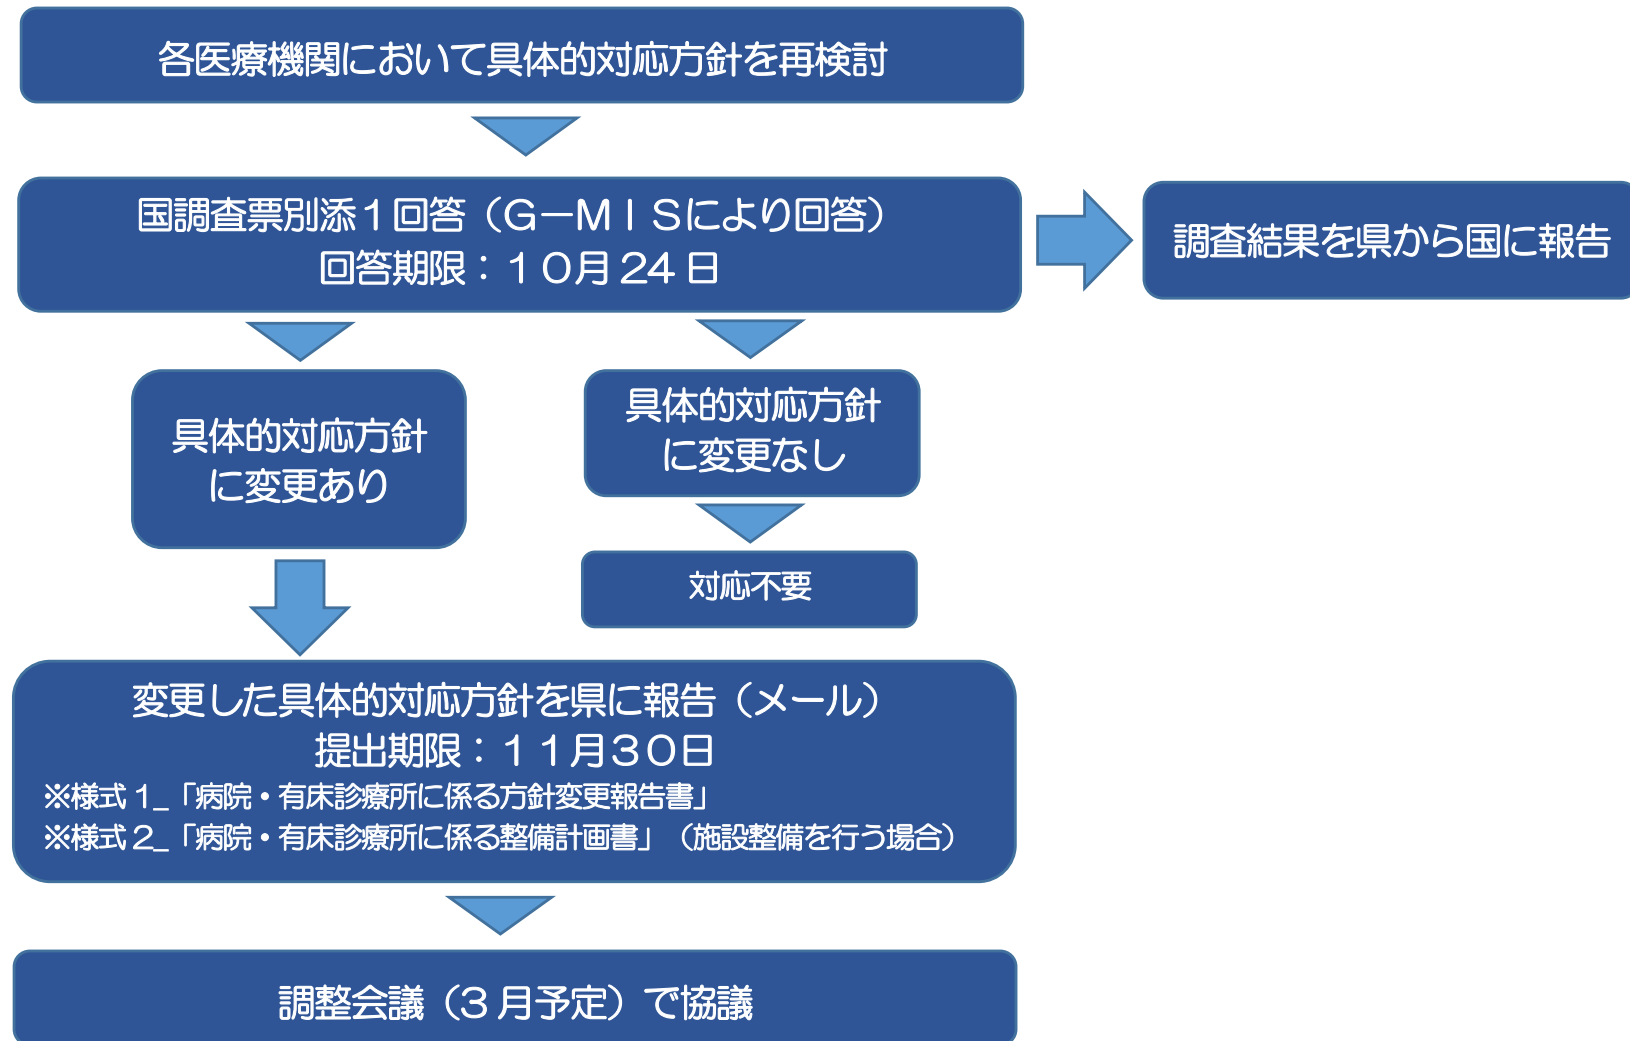 各医療機関において具体的対応方針を再検討
国調査票別添１回答（Ｇ－ＭＩＳにより回答）
回答期限：１０月24日
調査結果を県から国に報告
具体的対応方針
に変更あり
具体的対応方針
に変更なし
対応不要
変更した具体的対応方針を県に報告（メール）
提出期限：１１月３０日
※様式1_「病院・有床診療所に係る方針変更報告書」
※様式2_「病院・有床診療所に係る整備計画書」（施設整備を行う場合）
調整会議（3月予定）で協議